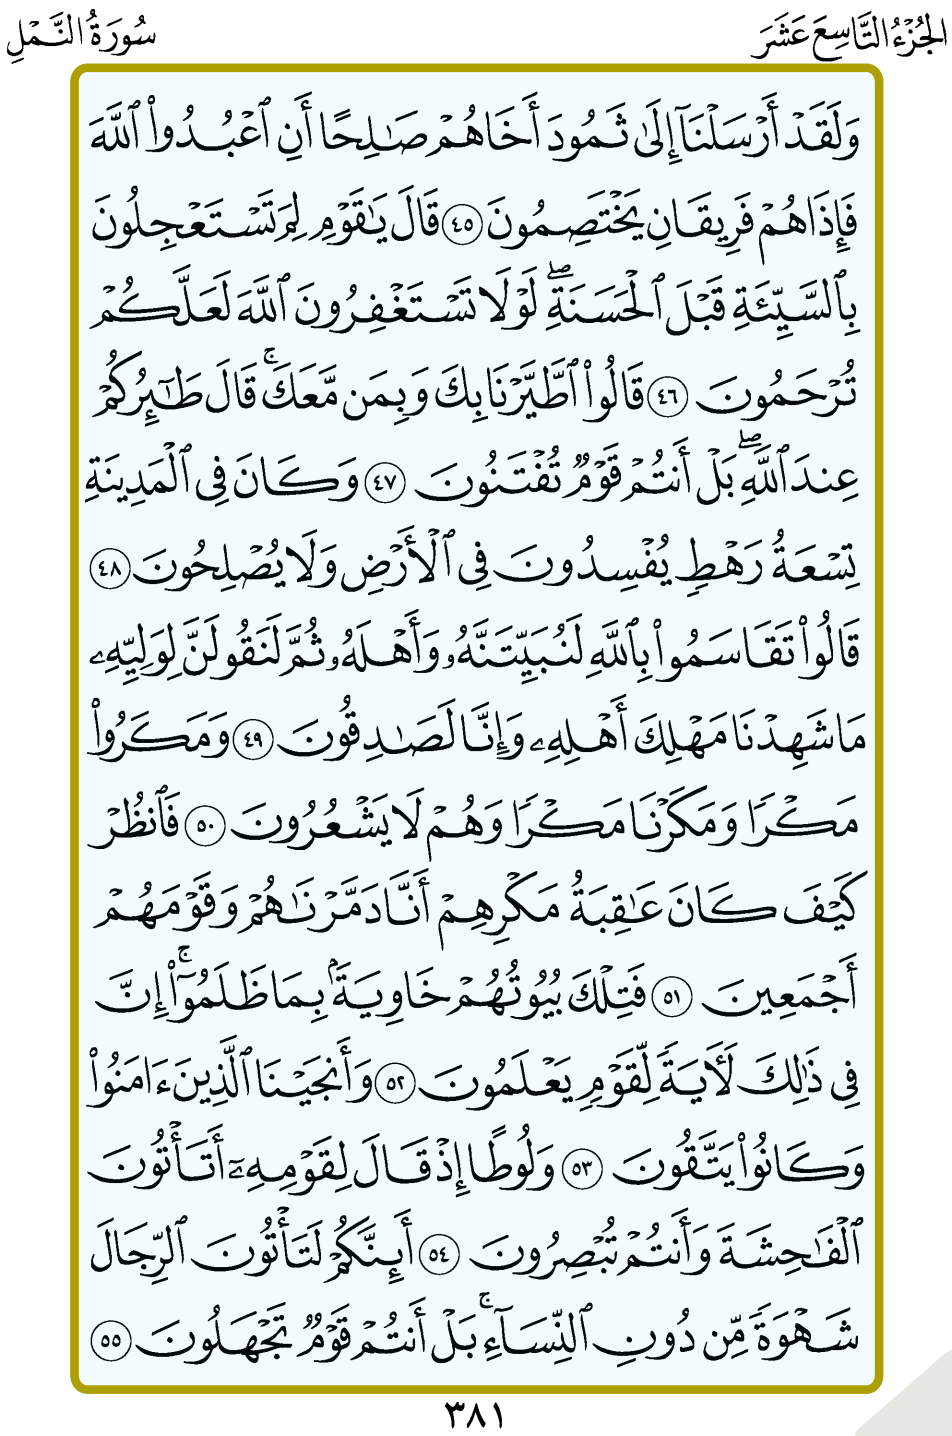 الجُزْءُ التَّاسِعَ عَشَرَ
سُورَةُ النَّمْلِ
وَلَقَدْ أَرْسَلْنَآ إِلَىٰ ثَمُودَ أَخَاهُمْ صَٰلِحًا أَنِ ٱعْبُدُوا۟ ٱللَّهَ
فَإِذَا هُمْ فَرِيقَانِ يَخْتَصِمُونَ ٤٥ قَالَ يَٰقَوْمِ لِمَ تَسْتَعْجِلُونَ
بِٱلسَّيِّئَةِ قَبْلَ ٱلْحَسَنَةِ ۖ لَوْلَا تَسْتَغْفِرُونَ ٱللَّهَ لَعَلَّكُمْ
تُرْحَمُونَ ٤٦ قَالُوا۟ ٱطَّيَّرْنَا بِكَ وَبِمَن مَّعَكَ ۚ قَالَ طَٰٓئِرُكُمْ
عِندَ ٱللَّهِ ۖ بَلْ أَنتُمْ قَوْمٌ تُفْتَنُونَ ٤٧ وَكَانَ فِى ٱلْمَدِينَةِ
تِسْعَةُ رَهْطٍ يُفْسِدُونَ فِى ٱلْأَرْضِ وَلَا يُصْلِحُونَ ٤٨
قَالُوا۟ تَقَاسَمُوا۟ بِٱللَّهِ لَنُبَيِّتَنَّهُۥ وَأَهْلَهُۥ ثُمَّ لَنَقُولَنَّ لِوَلِيِّهِۦ
مَا شَهِدْنَا مَهْلِكَ أَهْلِهِۦ وَإِنَّا لَصَٰدِقُونَ ٤٩ وَمَكَرُوا۟
مَكْرًا وَمَكَرْنَا مَكْرًا وَهُمْ لَا يَشْعُرُونَ ٥٠ فَٱنظُرْ
كَيْفَ كَانَ عَٰقِبَةُ مَكْرِهِمْ أَنَّا دَمَّرْنَٰهُمْ وَقَوْمَهُمْ
أَجْمَعِينَ ٥١ فَتِلْكَ بُيُوتُهُمْ خَاوِيَةًۢ بِمَا ظَلَمُوٓا۟ ۚ إِنَّ
فِى ذَٰلِكَ لَءَايَةً لِّقَوْمٍ يَعْلَمُونَ ٥٢ وَأَنجَيْنَا ٱلَّذِينَ ءَامَنُوا۟
وَكَانُوا۟ يَتَّقُونَ ٥٣ وَلُوطًا إِذْ قَالَ لِقَوْمِهِۦٓ أَتَأْتُونَ
ٱلْفَٰحِشَةَ وَأَنتُمْ تُبْصِرُونَ ٥٤ أَئِنَّكُمْ لَتَأْتُونَ ٱلرِّجَالَ
شَهْوَةً مِّن دُونِ ٱلنِّسَآءِ ۚ بَلْ أَنتُمْ قَوْمٌ تَجْهَلُونَ ٥٥
٣٨١